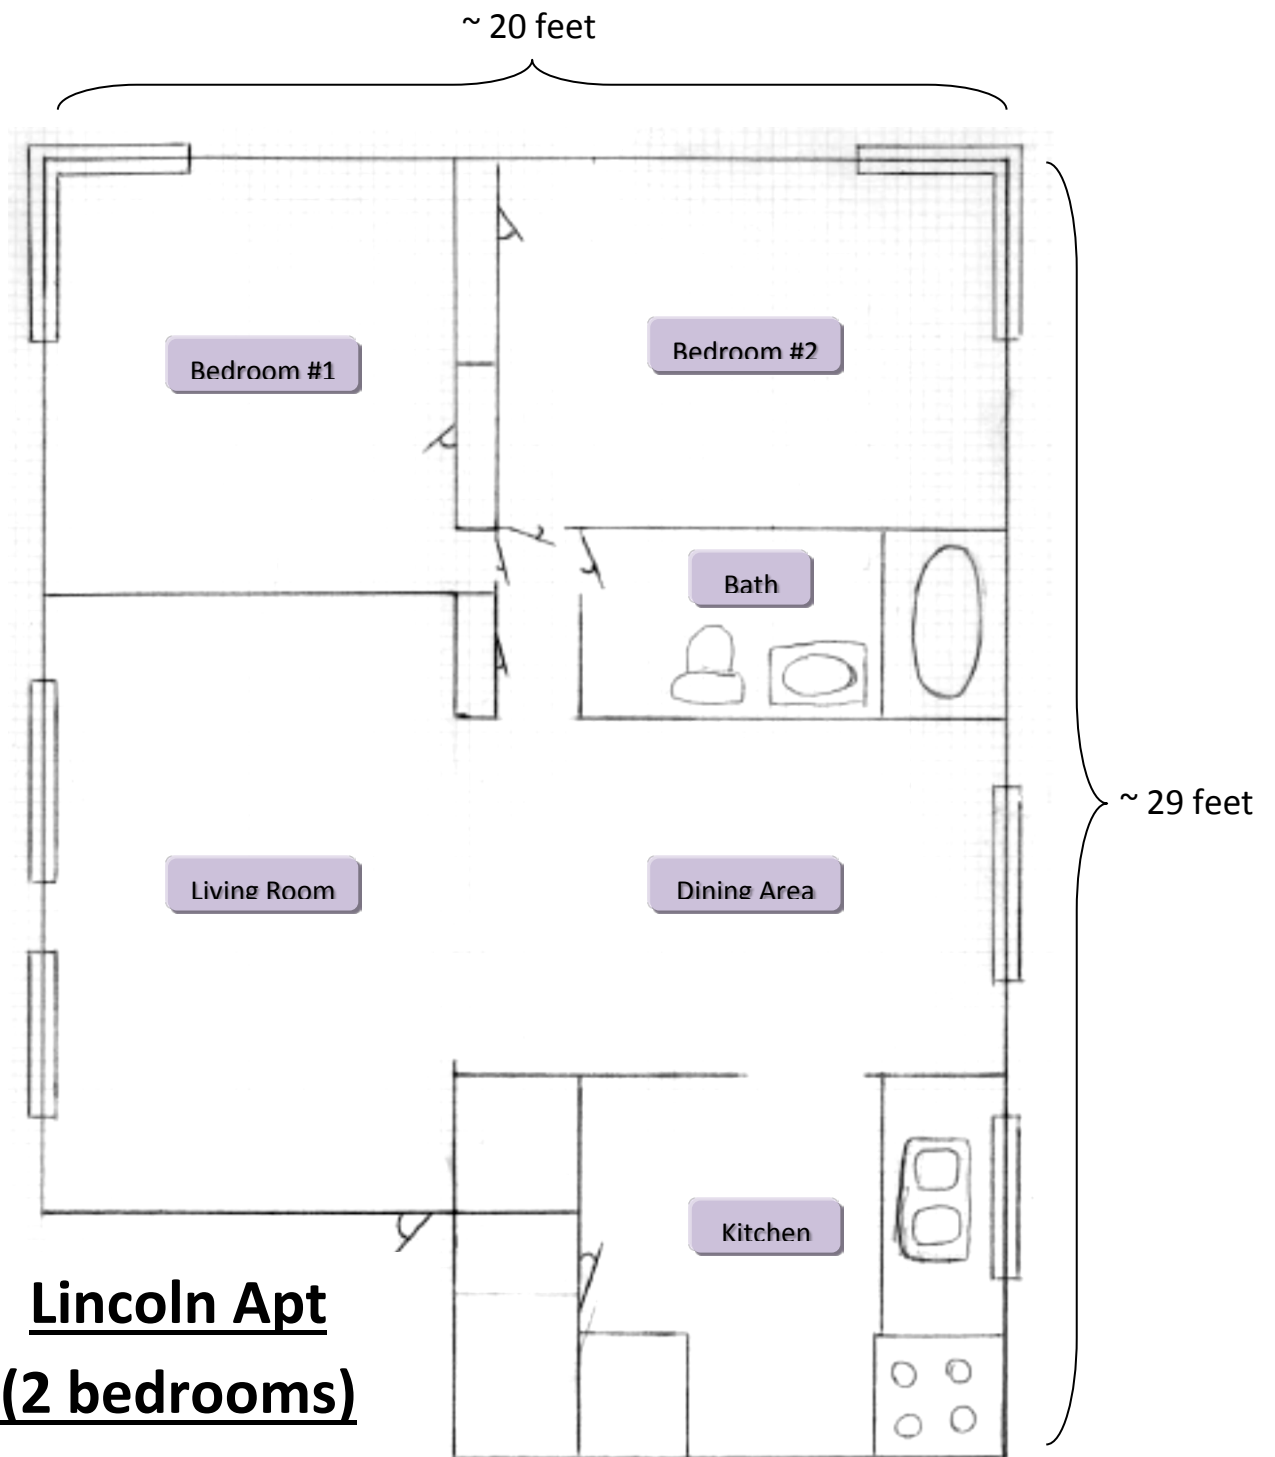 ~ 20 feet
Bedroom #1
Bedroom #2
Bath
~ 29 feet
Living Room
Dining Area
Kitchen
Lincoln Apt
(2 bedrooms)